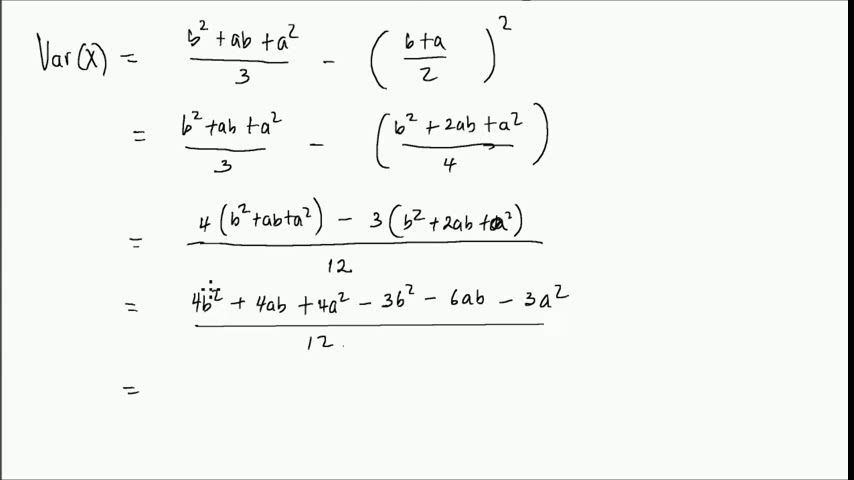 Var(X) = (b² + ab + a²)/3 − ((b+a)/2)²
= (b² + ab + a²)/3 − ((b² + 2ab + a²)/4)
= (4(b² + ab + a²) − 3(b² + 2ab + a²))/12
= (4b² + 4ab + 4a² − 3b² − 6ab − 3a²)/12
=